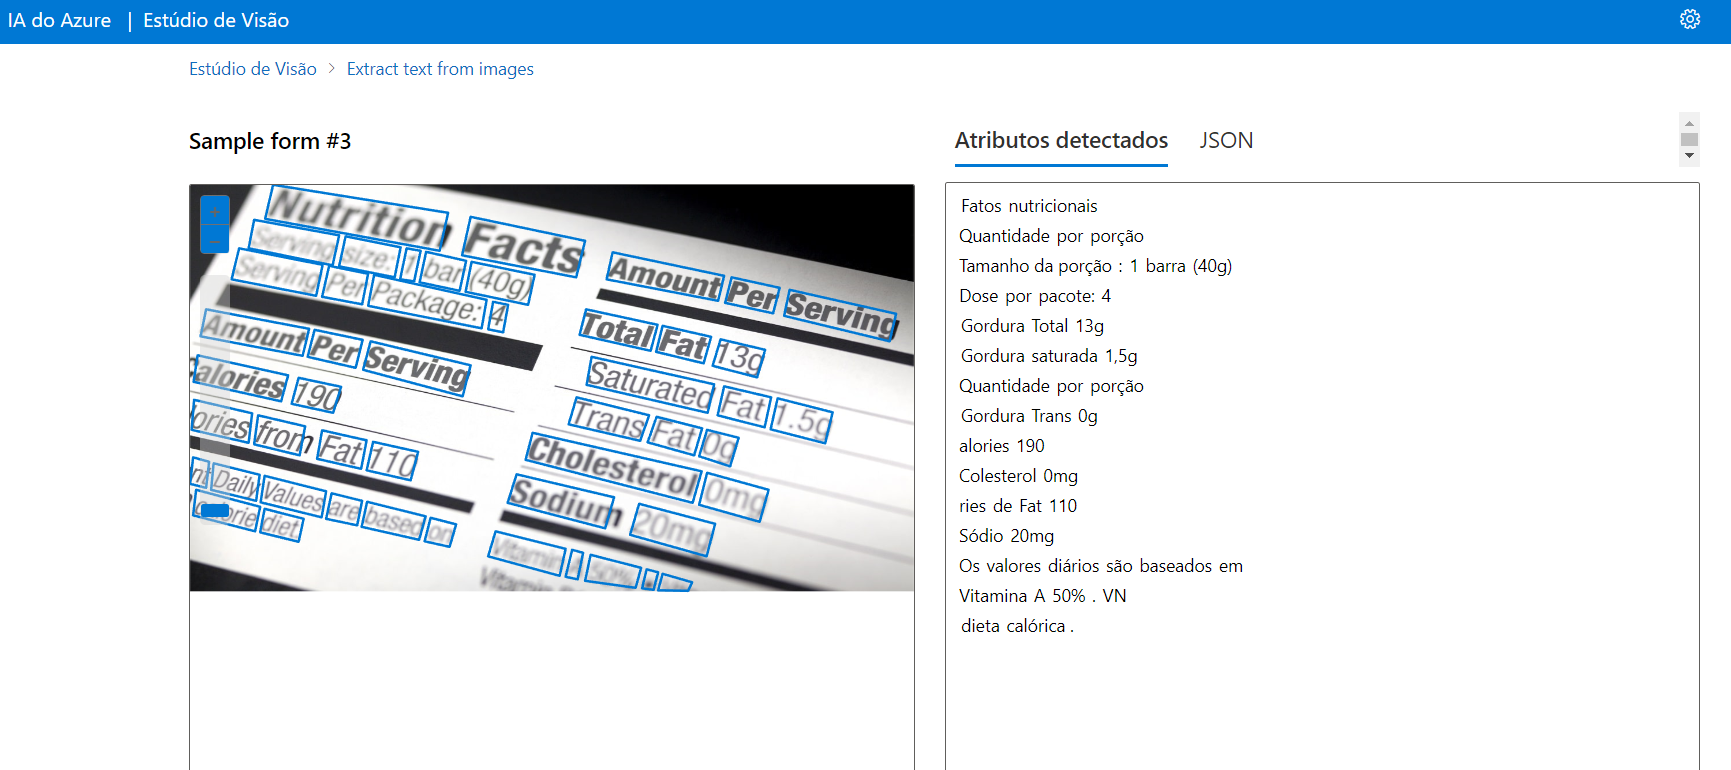 IA do Azure | Estúdio de Visão
Estúdio de Visão > Extract text from images
Sample form #3
Nutrition Facts
Serving size: 1 bar (40g)
Serving Per Package: 4
Amount Per Serving
alories 190
ories from Fat 110
nt Daily Values are based on
calorie diet.
Amount Per Serving
Total Fat 13g
Saturated Fat 1.5g
Trans Fat 0g
Cholesterol 0mg
Sodium 20mg
Vitamin A 50%
Vitamin
Atributos detectados JSON
Fatos nutricionais
Quantidade por porção
Tamanho da porção : 1 barra (40g)
Dose por pacote: 4
Gordura Total 13g
Gordura saturada 1,5g
Quantidade por porção
Gordura Trans 0g
alories 190
Colesterol 0mg
ries de Fat 110
Sódio 20mg
Os valores diários são baseados em
Vitamina A 50% . VN
dieta calórica .